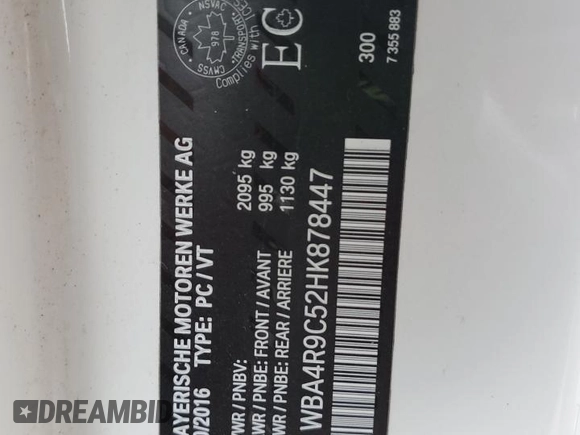 AYERISCHE MOTOREN WERKE AG
0/2016 TYPE: PC / VT
VWR / PNBV: 2095 kg
WR / PNBE: FRONT / AVANT 995 kg
WR / PNBE: REAR / ARRIERE 1130 kg
WBA4R9C52HK878447
CANADA
NSVAC
TRANSPORT
978
CMVSS
Complies with
EC
300
7 355 883
DREAMBID